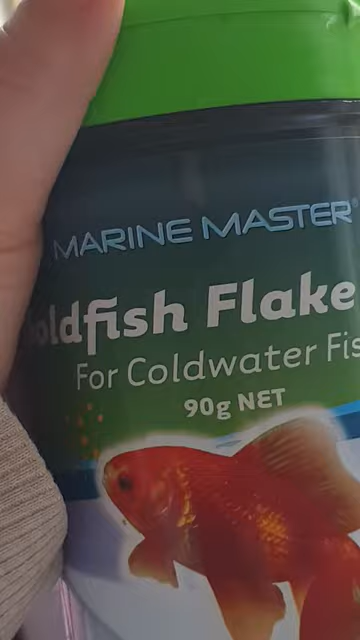 MARINE MASTER®
oldfish Flake
For Coldwater Fis
90g NET